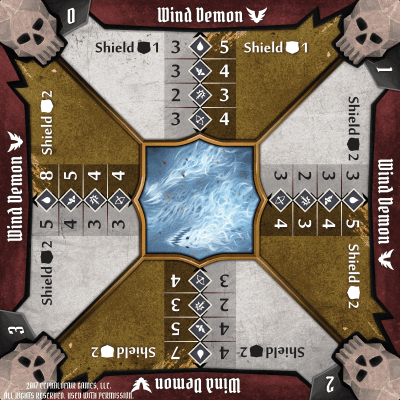 0
Wind Demon
Shield 1 3 5 Shield 1
3 4
2 3
3 4
1
Wind Demon
Shield 2 3 5 Shield 2
3 4
2 3
3 4
2
Wind Demon
Shield 2 4 7 Shield 2
4 5
2 3
3 4
3
Wind Demon
Shield 2 5 8 Shield 2
4 5
3 4
3 4
2017 CEPHALOFAIR GAMES, LLC.
ALL RIGHTS RESERVED. USED WITH PERMISSION.